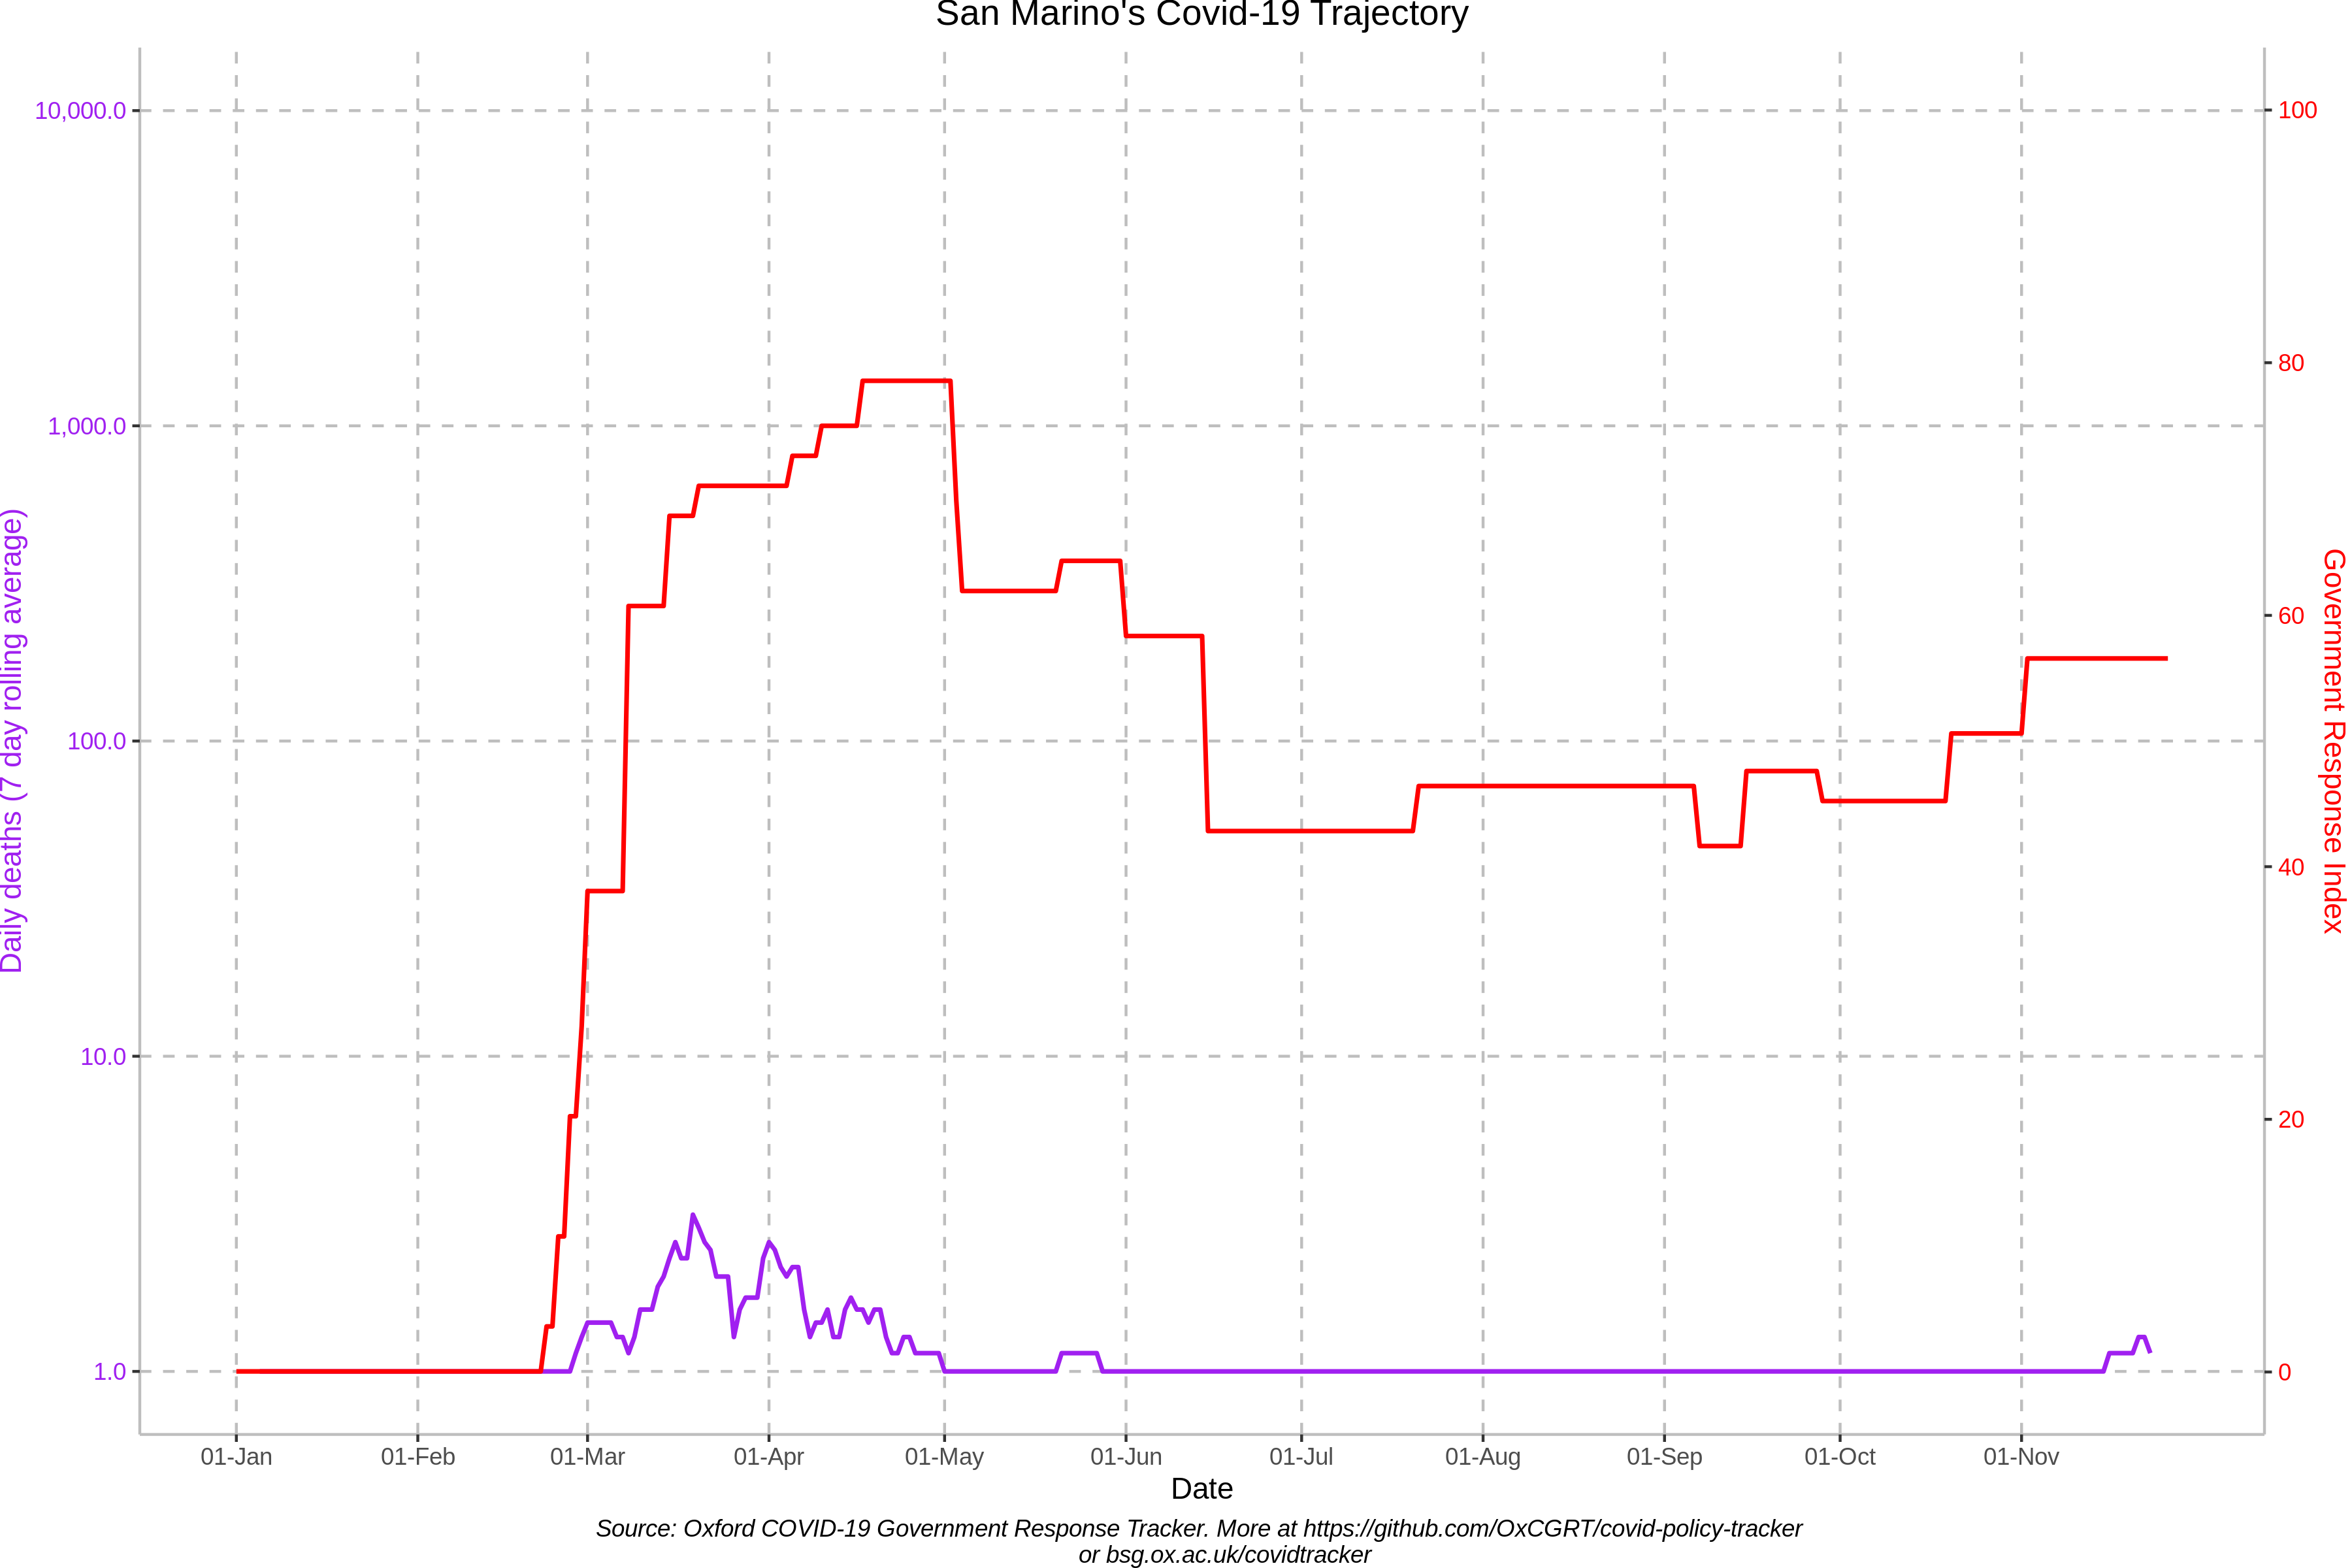 San Marino's Covid-19 Trajectory
10,000.0
1,000.0
100.0
10.0
1.0
Daily deaths (7 day rolling average)
100
80
60
40
20
0
Government Response Index
01-Jan 01-Feb 01-Mar 01-Apr 01-May 01-Jun 01-Jul 01-Aug 01-Sep 01-Oct 01-Nov
Date
Source: Oxford COVID-19 Government Response Tracker. More at https://github.com/OxCGRT/covid-policy-tracker
or bsg.ox.ac.uk/covidtracker